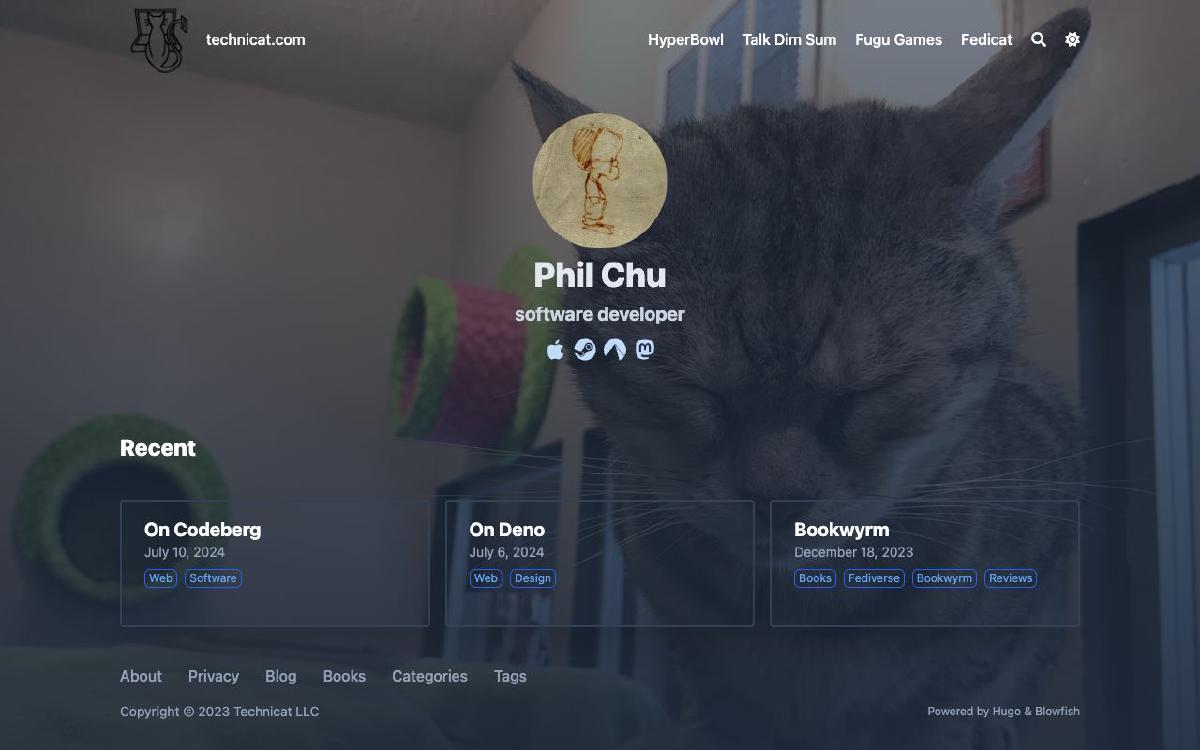 technicat.com HyperBowl Talk Dim Sum Fugu Games Fedicat
Phil Chu
software developer
Recent
On Codeberg
July 10, 2024
Web Software
On Deno
July 6, 2024
Web Design
Bookwyrm
December 18, 2023
Books Fediverse Bookwyrm Reviews
About Privacy Blog Books Categories Tags
Copyright © 2023 Technicat LLC
Powered by Hugo & Blowfish